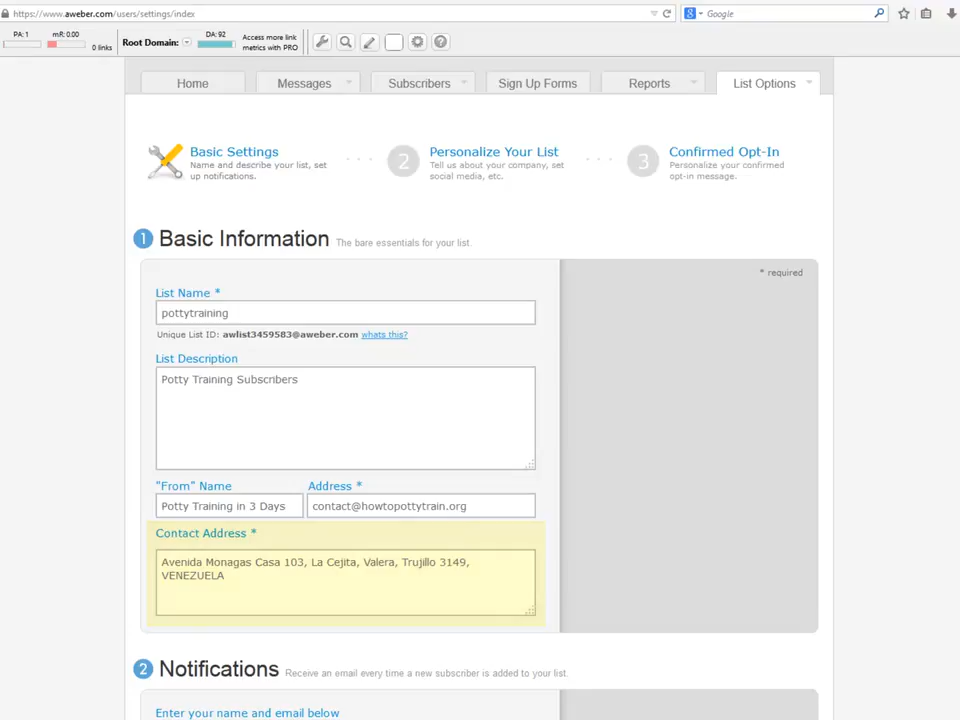 https://www.aweber.com/users/settings/index
Google
PA: 1
mR: 0.00
0 links
Root Domain:
DA: 92
Access more link
metrics with PRO
Home
Messages
Subscribers
Sign Up Forms
Reports
List Options
Basic Settings
Name and describe your list, set
up notifications.
2
Personalize Your List
Tell us about your company, set
social media, etc.
3
Confirmed Opt-In
Personalize your confirmed
opt-in message.
1 Basic Information The bare essentials for your list.
* required
List Name *
pottytraining
Unique List ID: awlist3459583@aweber.com whats this?
List Description
Potty Training Subscribers
"From" Name Address *
Potty Training in 3 Days contact@howtopottytrain.org
Contact Address *
Avenida Monagas Casa 103, La Cejita, Valera, Trujillo 3149,
VENEZUELA
2 Notifications Receive an email every time a new subscriber is added to your list.
Enter your name and email below